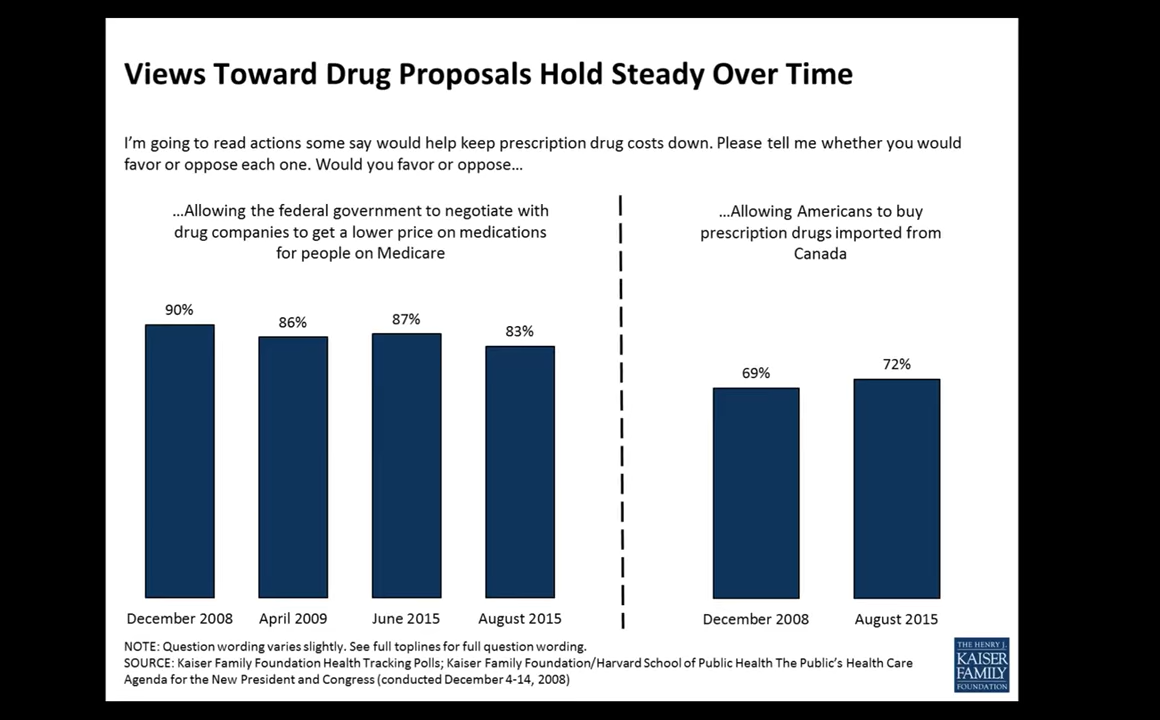 Views Toward Drug Proposals Hold Steady Over Time
I'm going to read actions some say would help keep prescription drug costs down. Please tell me whether you would
favor or oppose each one. Would you favor or oppose…
…Allowing the federal government to negotiate with
drug companies to get a lower price on medications
for people on Medicare
90%
86%
87%
83%
December 2008
April 2009
June 2015
August 2015
…Allowing Americans to buy
prescription drugs imported from
Canada
69%
72%
December 2008
August 2015
NOTE: Question wording varies slightly. See full toplines for full question wording.
SOURCE: Kaiser Family Foundation Health Tracking Polls; Kaiser Family Foundation/Harvard School of Public Health The Public's Health Care
Agenda for the New President and Congress (conducted December 4-14, 2008)
THE HENRY J.
KAISER
FAMILY
FOUNDATION